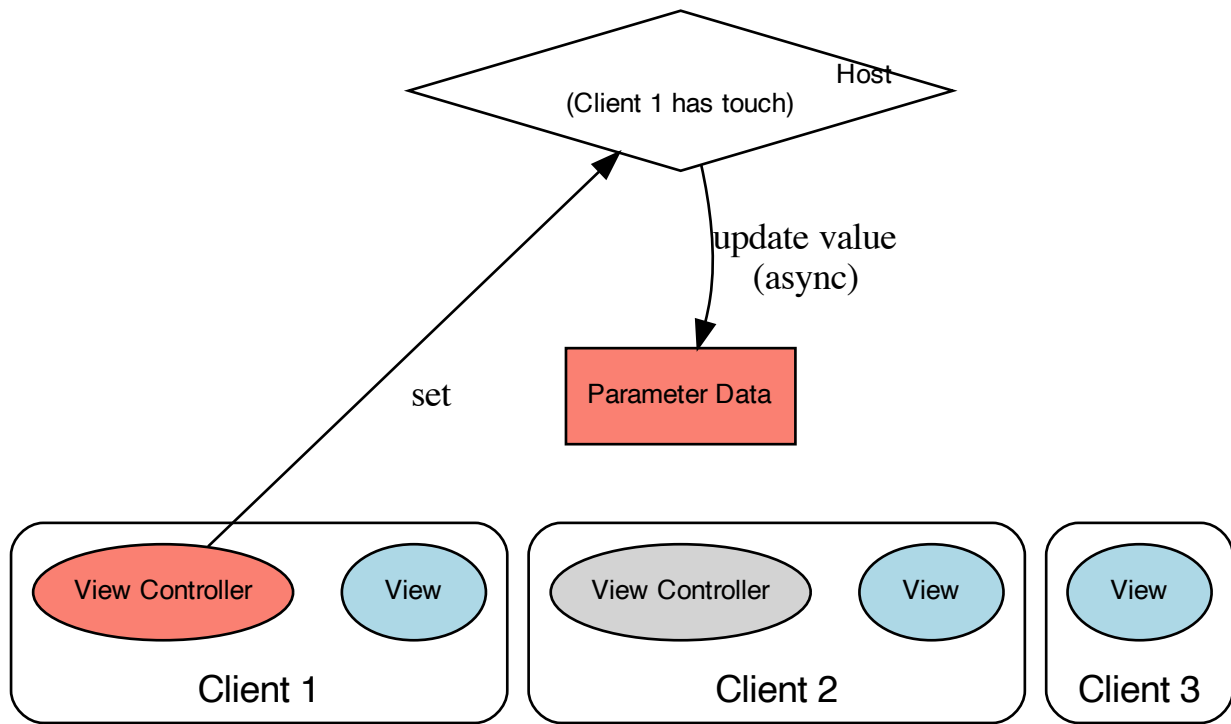 Host
(Client 1 has touch)
update value
(async)
set
Parameter Data
View Controller
View
View Controller
View
View
Client 1
Client 2
Client 3